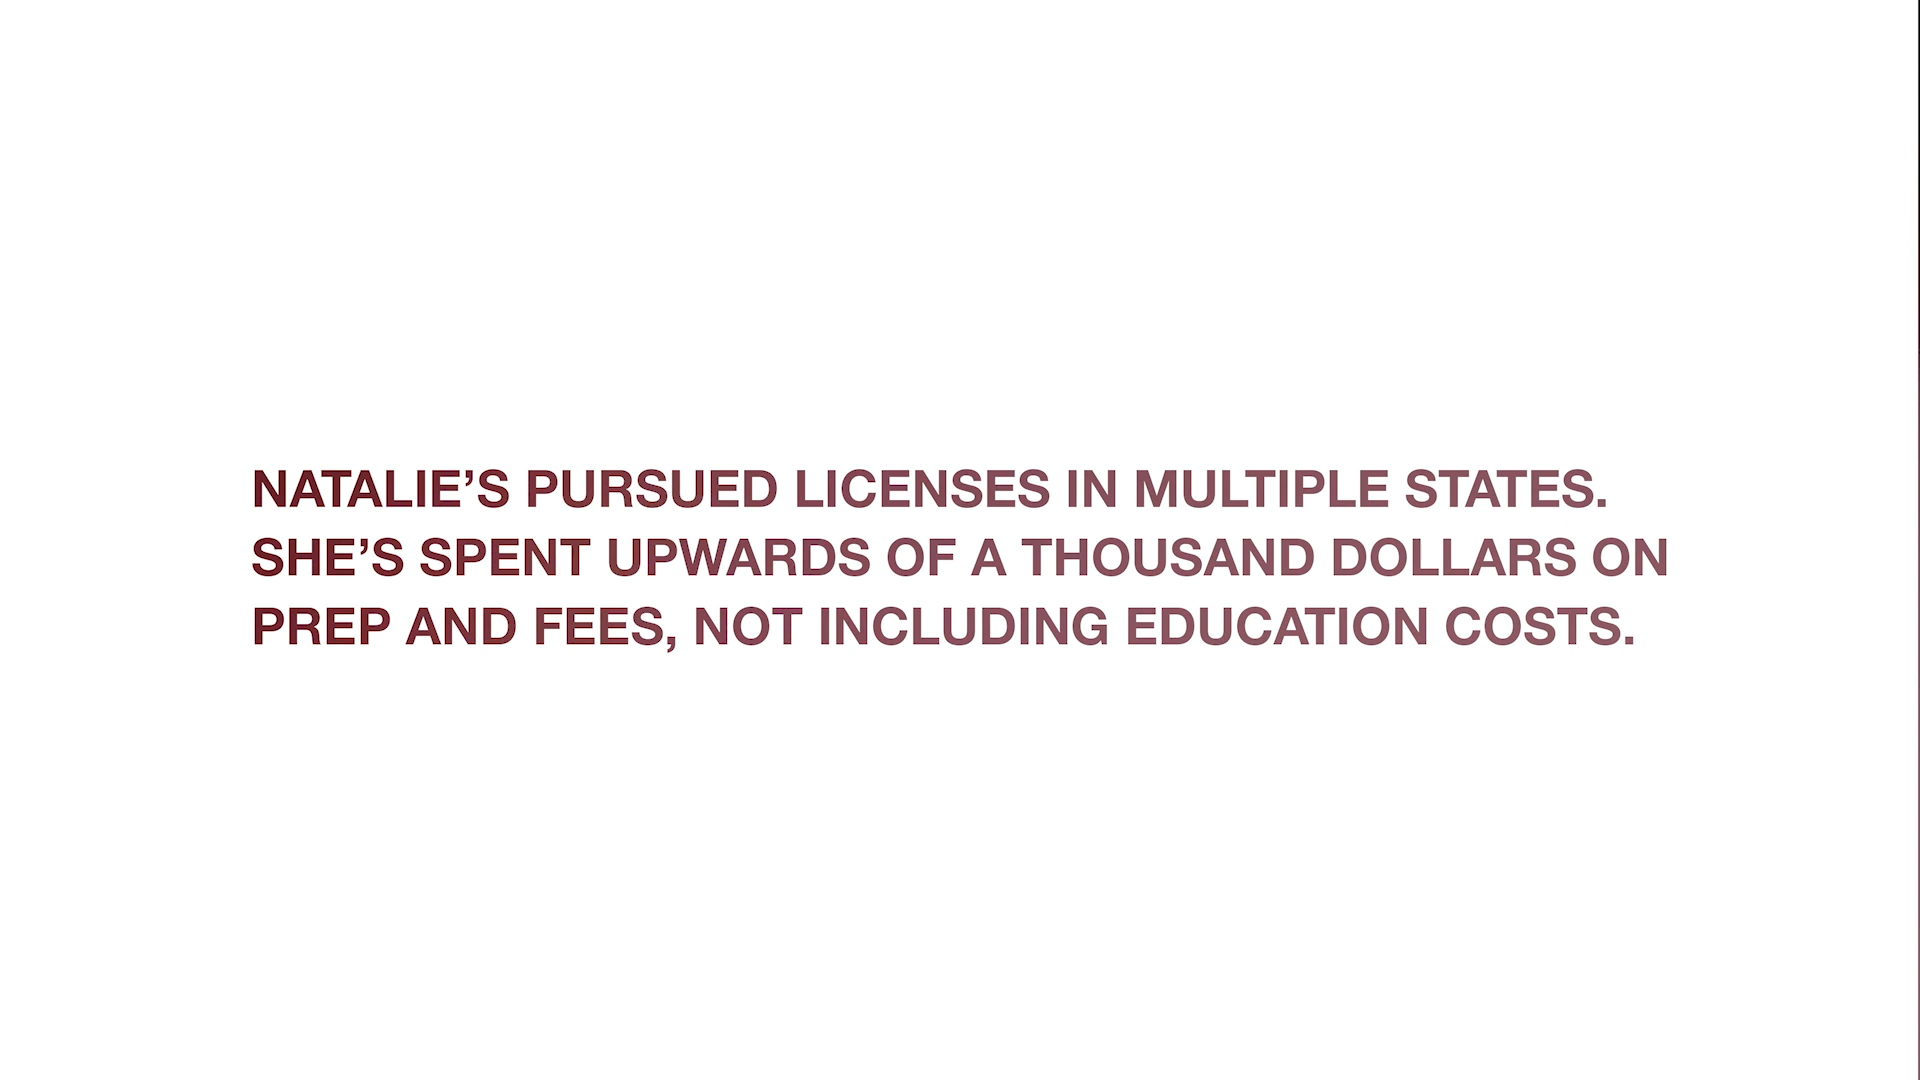 NATALIE’S PURSUED LICENSES IN MULTIPLE STATES.
SHE’S SPENT UPWARDS OF A THOUSAND DOLLARS ON
PREP AND FEES, NOT INCLUDING EDUCATION COSTS.